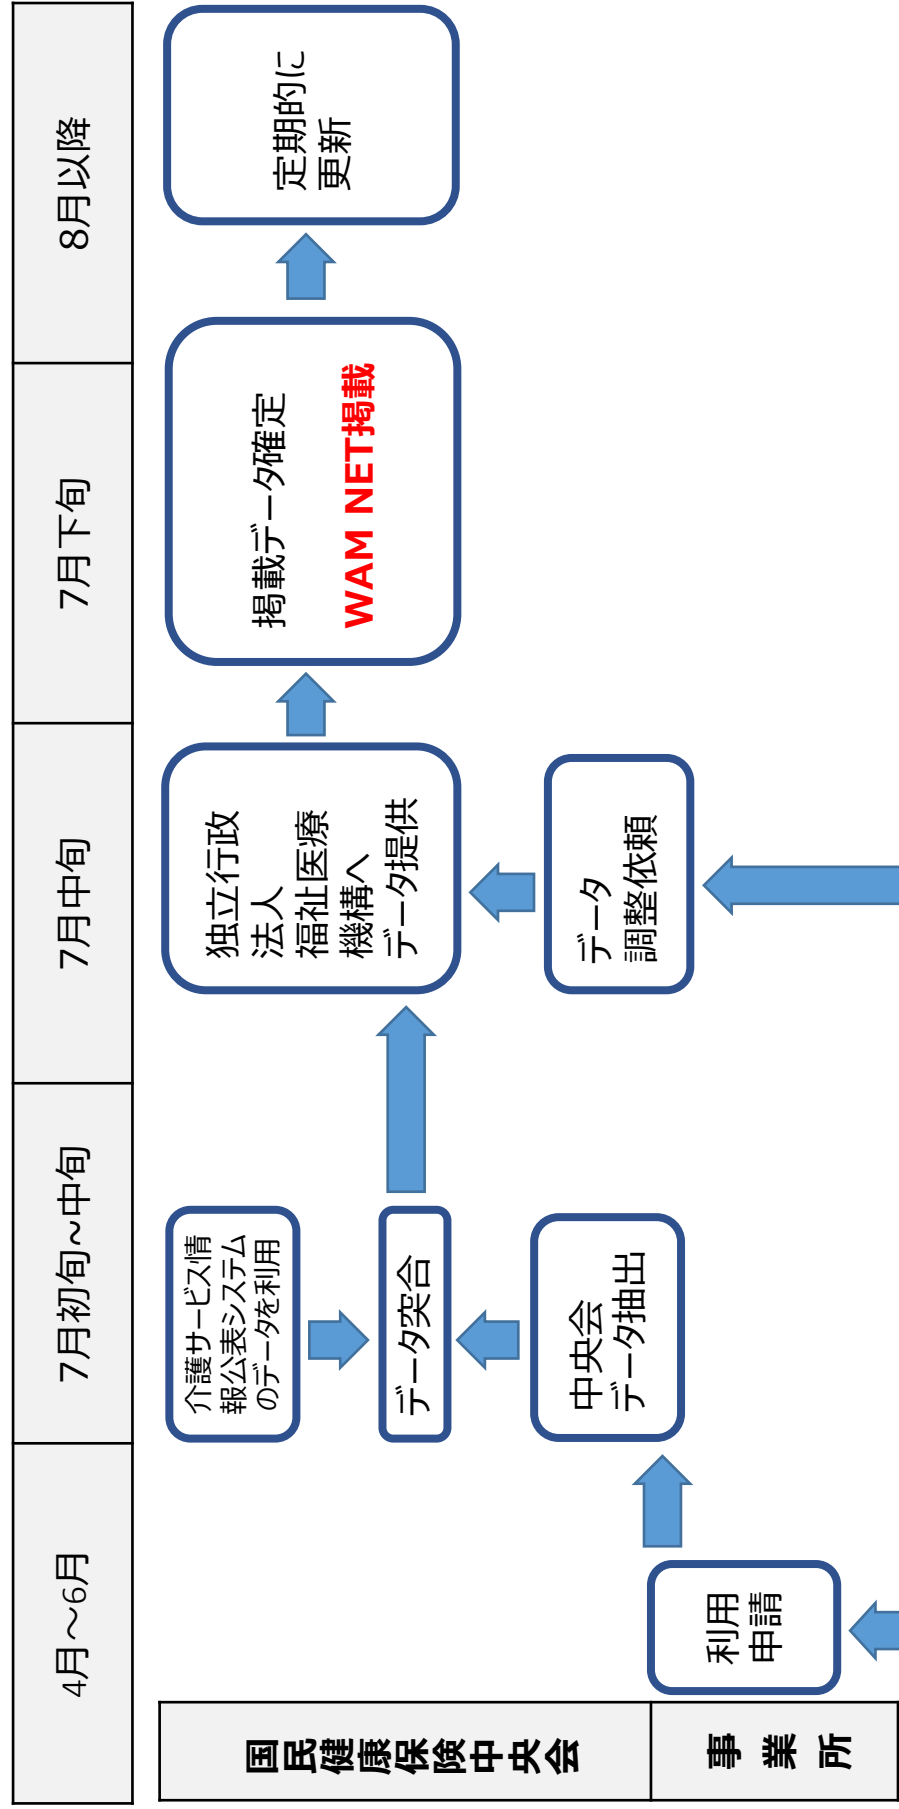 4月～6月
7月初旬~中旬
7月中旬
7月下旬
8月以降
国民健康保険中央会
介護サービス情
報公表システム
のデータを利用
データ突合
中央会
データ抽出
独立行政
法人
福祉医療
機構へ
データ提供
データ
調整依頼
掲載データ確定
WAM NET掲載
定期的に
更新
事業所
利用
申請